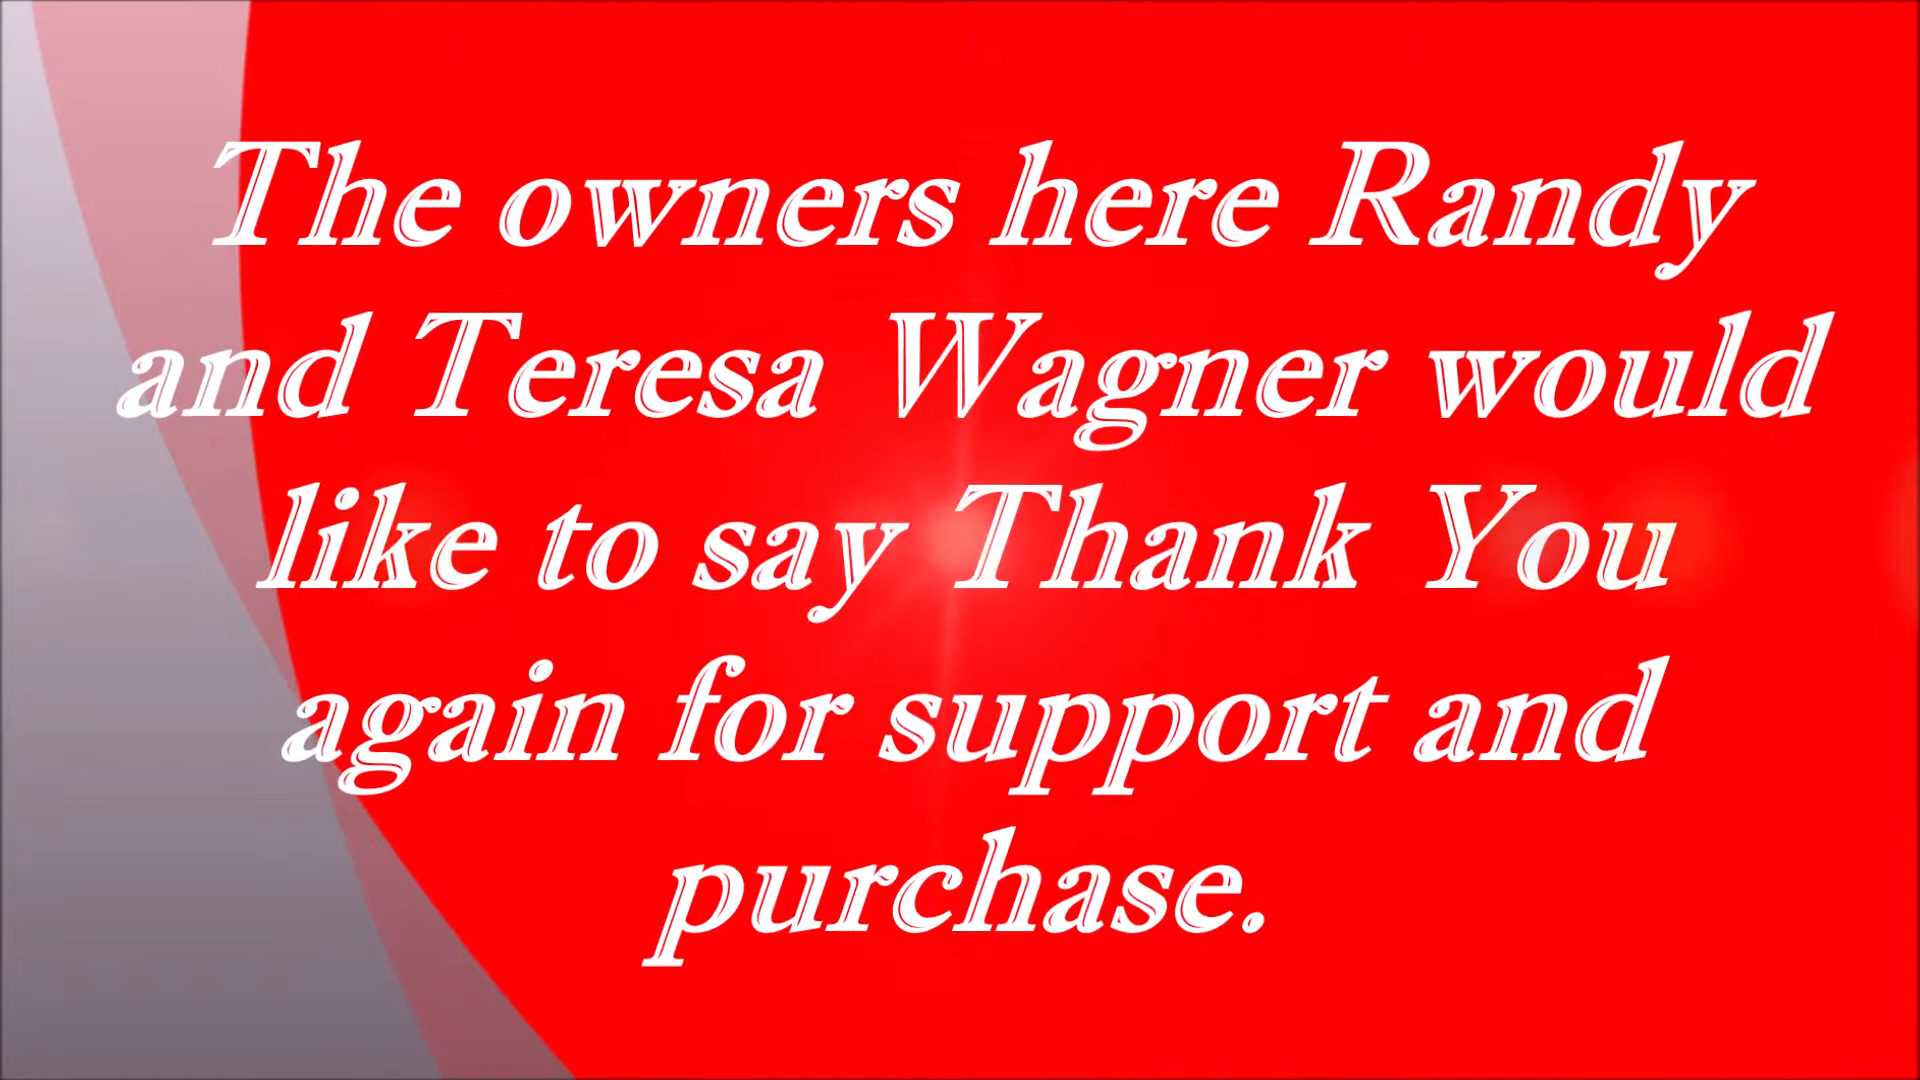 The owners here Randy
and Teresa Wagner would
like to say Thank You
again for support and
purchase.